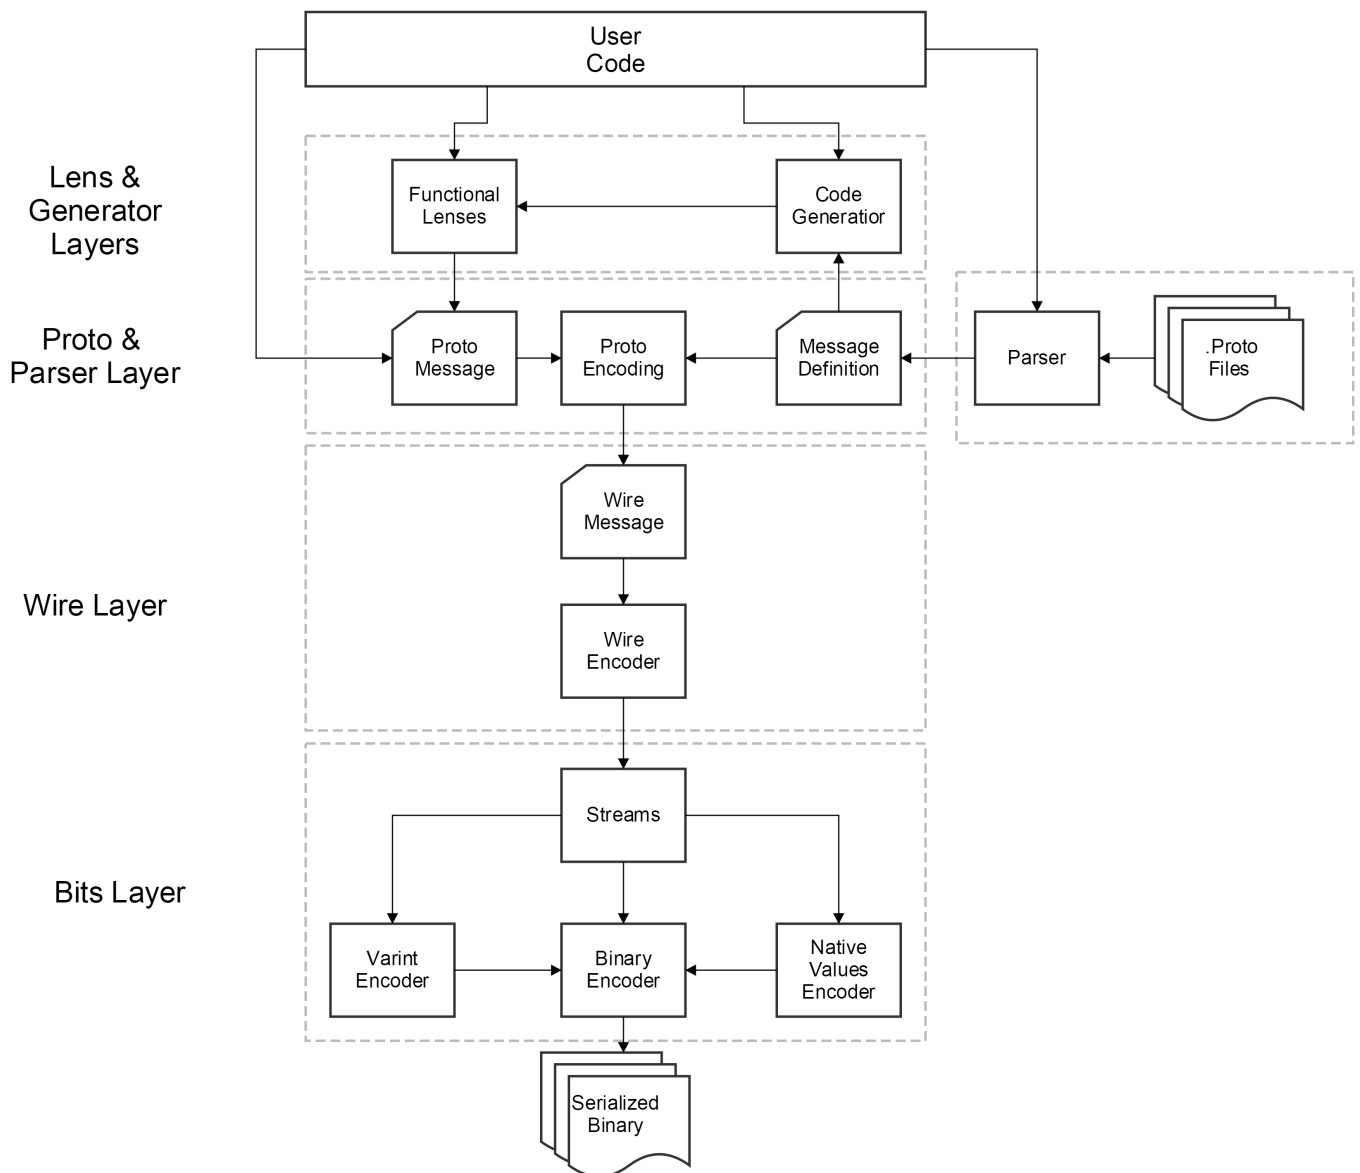 User
Code
Lens &
Generator
Layers
Functional
Lenses
Code
Generatior
Proto &
Parser Layer
Proto
Message
Proto
Encoding
Message
Definition
Parser
.Proto
Files
Wire
Message
Wire Layer
Wire
Encoder
Streams
Bits Layer
Varint
Encoder
Binary
Encoder
Native
Values
Encoder
Serialized
Binary